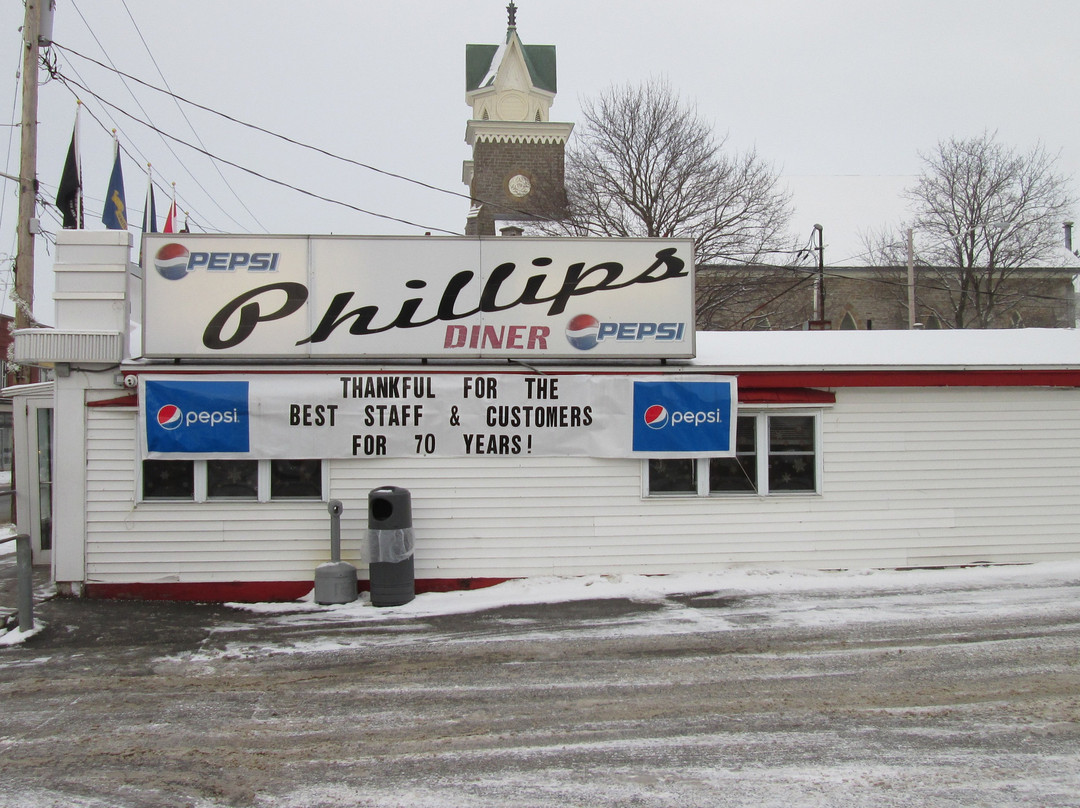 PEPSI
Phillips
DINER
PEPSI
pepsi
THANKFUL FOR THE
BEST STAFF & CUSTOMERS
FOR 70 YEARS!
pepsi